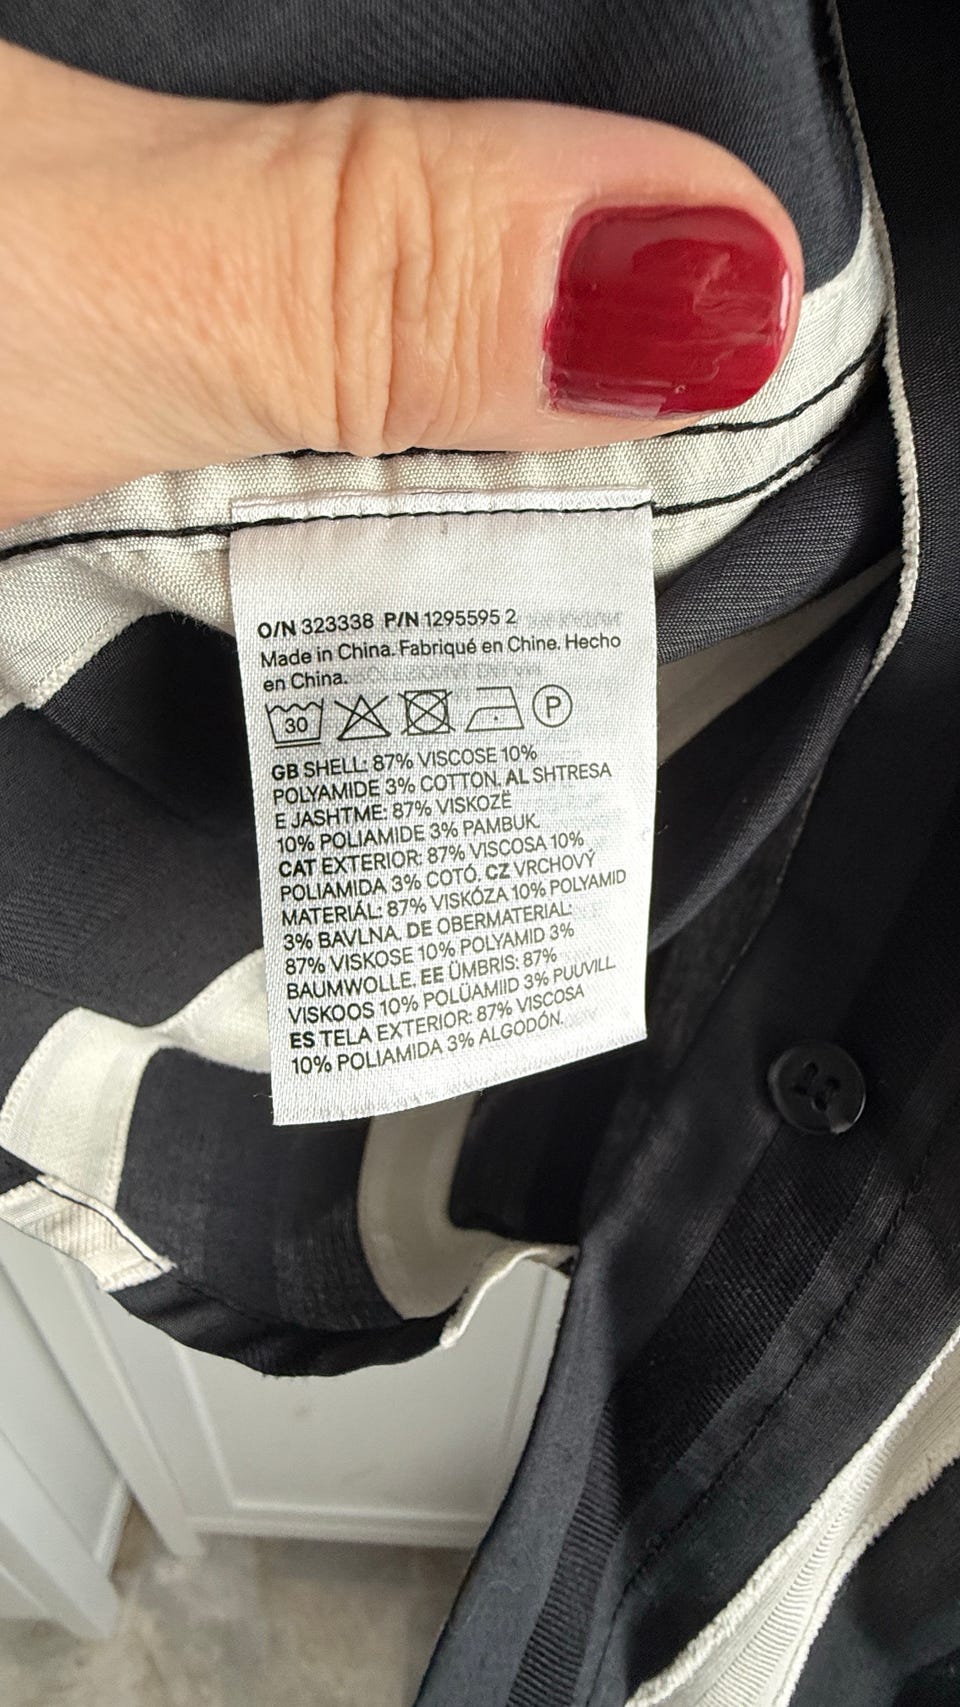 O/N 323338 P/N 1295595 2
Made in China. Fabriqué en Chine. Hecho
en China.
30
P
GB SHELL: 87% VISCOSE 10%
POLYAMIDE 3% COTTON. AL SHTRESA
E JASHTME: 87% VISKOZË
10% POLIAMIDE 3% PAMBUK.
CAT EXTERIOR: 87% VISCOSA 10%
POLIAMIDA 3% COTÓ. CZ VRCHOVÝ
MATERIÁL: 87% VISKÓZA 10% POLYAMID
3% BAVLNA. DE OBERMATERIAL:
87% VISKOSE 10% POLYAMID 3%
BAUMWOLLE. EE ÜMBRIS: 87%
VISKOOS 10% POLÜAMIID 3% PUUVILL.
ES TELA EXTERIOR: 87% VISCOSA
10% POLIAMIDA 3% ALGODÓN.